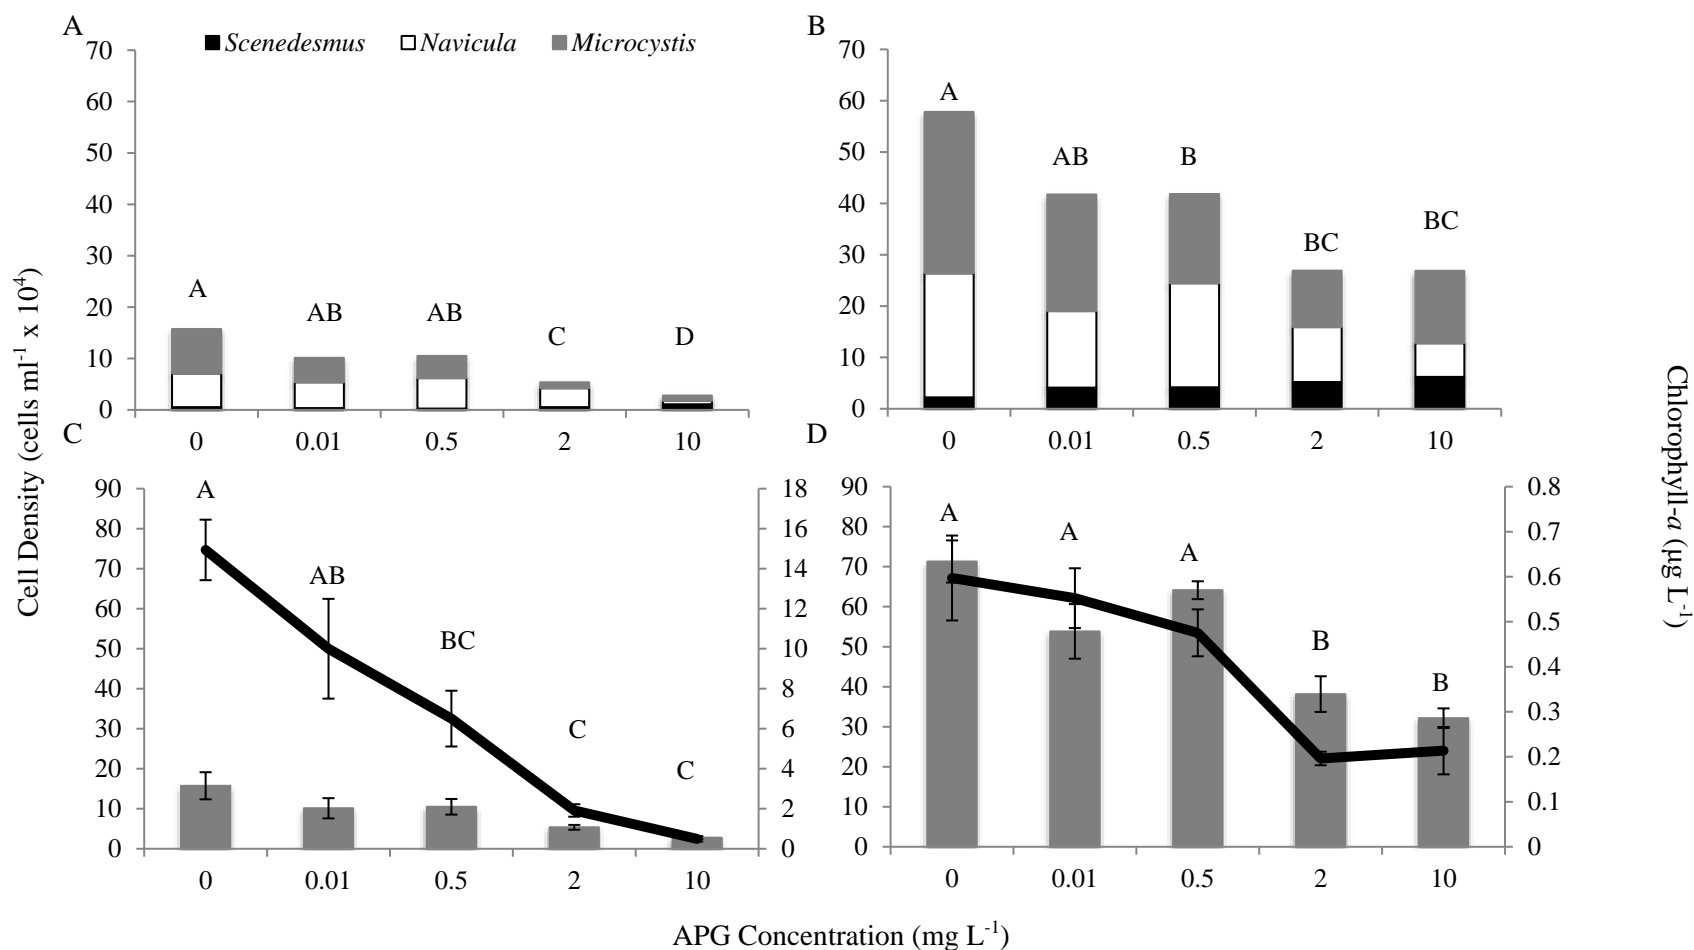 A
Scenedesmus Navicula Microcystis
70
60
50
40
30
20
10
0
A
AB
AB
C
D
0 0.01 0.5 2 10
B
70
60
50
40
30
20
10
0
A
AB
B
BC
BC
0 0.01 0.5 2 10
Cell Density (cells ml⁻¹ x 10⁴)
C
90
80
70
60
50
40
30
20
10
0
A
AB
BC
C
C
18
16
14
12
10
8
6
4
2
0
0 0.01 0.5 2 10
D
90
80
70
60
50
40
30
20
10
0
A
A
A
B
B
0.8
0.7
0.6
0.5
0.4
0.3
0.2
0.1
0
0 0.01 0.5 2 10
Chlorophyll-a (µg L⁻¹)
APG Concentration (mg L⁻¹)